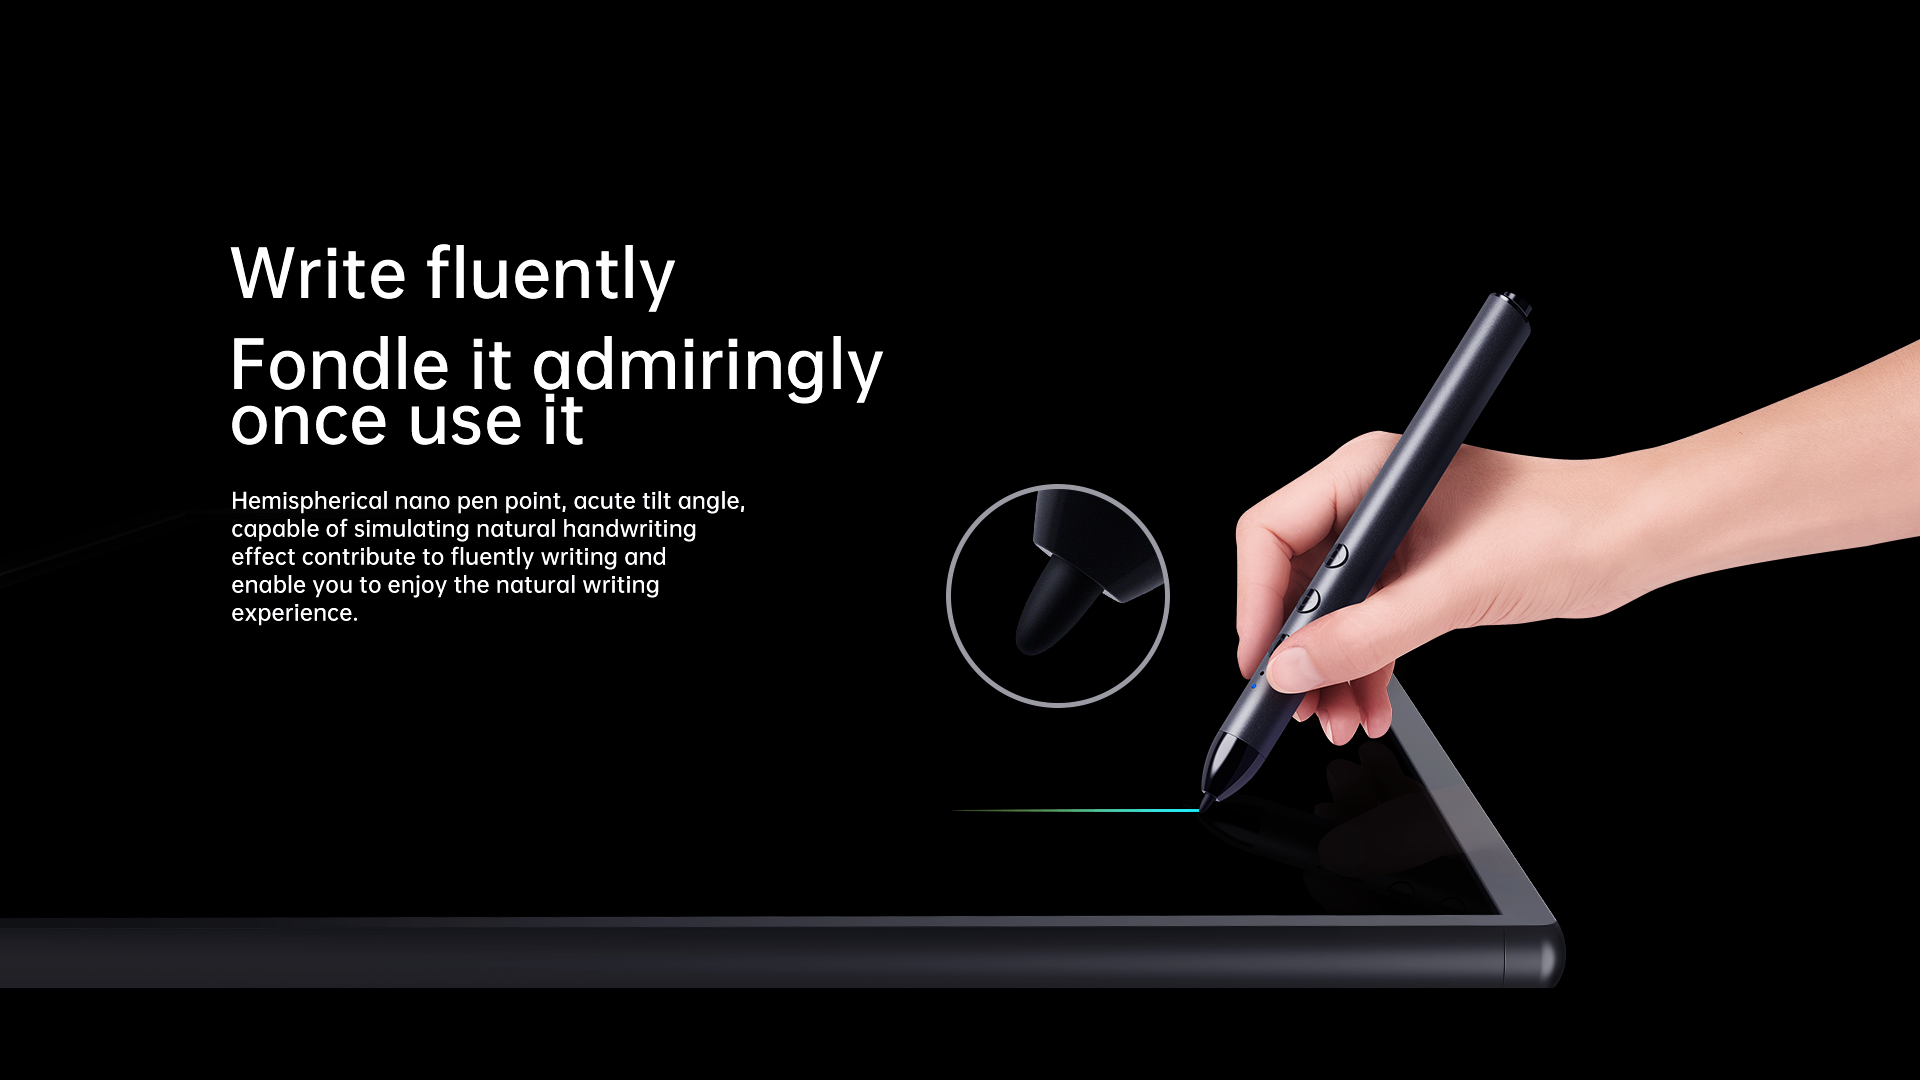 Write fluently
Fondle it admiringly
once use it
Hemispherical nano pen point, acute tilt angle,
capable of simulating natural handwriting
effect contribute to fluently writing and
enable you to enjoy the natural writing
experience.